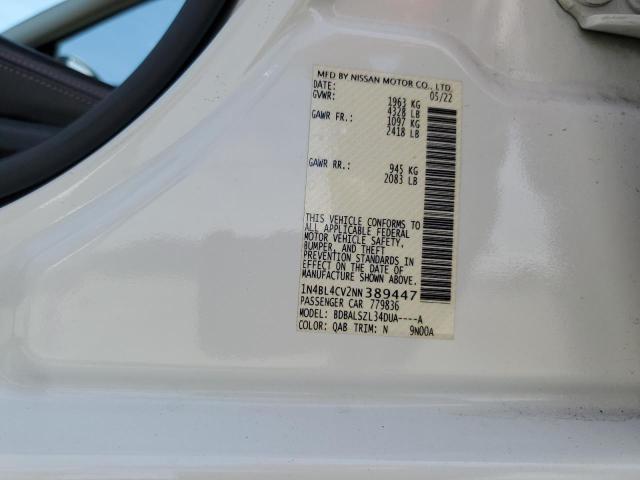 MFD BY NISSAN MOTOR CO., LTD.
DATE: 05/22
GVWR: 1963 KG
4328 LB
GAWR FR.: 1097 KG
2418 LB
GAWR RR.: 945 KG
2083 LB
THIS VEHICLE CONFORMS TO
ALL APPLICABLE FEDERAL
MOTOR VEHICLE SAFETY,
BUMPER, AND THEFT
PREVENTION STANDARDS IN
EFFECT ON THE DATE OF
MANUFACTURE SHOWN ABOVE.
1N4BL4CV2NN389447
PASSENGER CAR 779836
MODEL: BDBALSZL34DUA----A
COLOR: QAB TRIM: N 9N00A